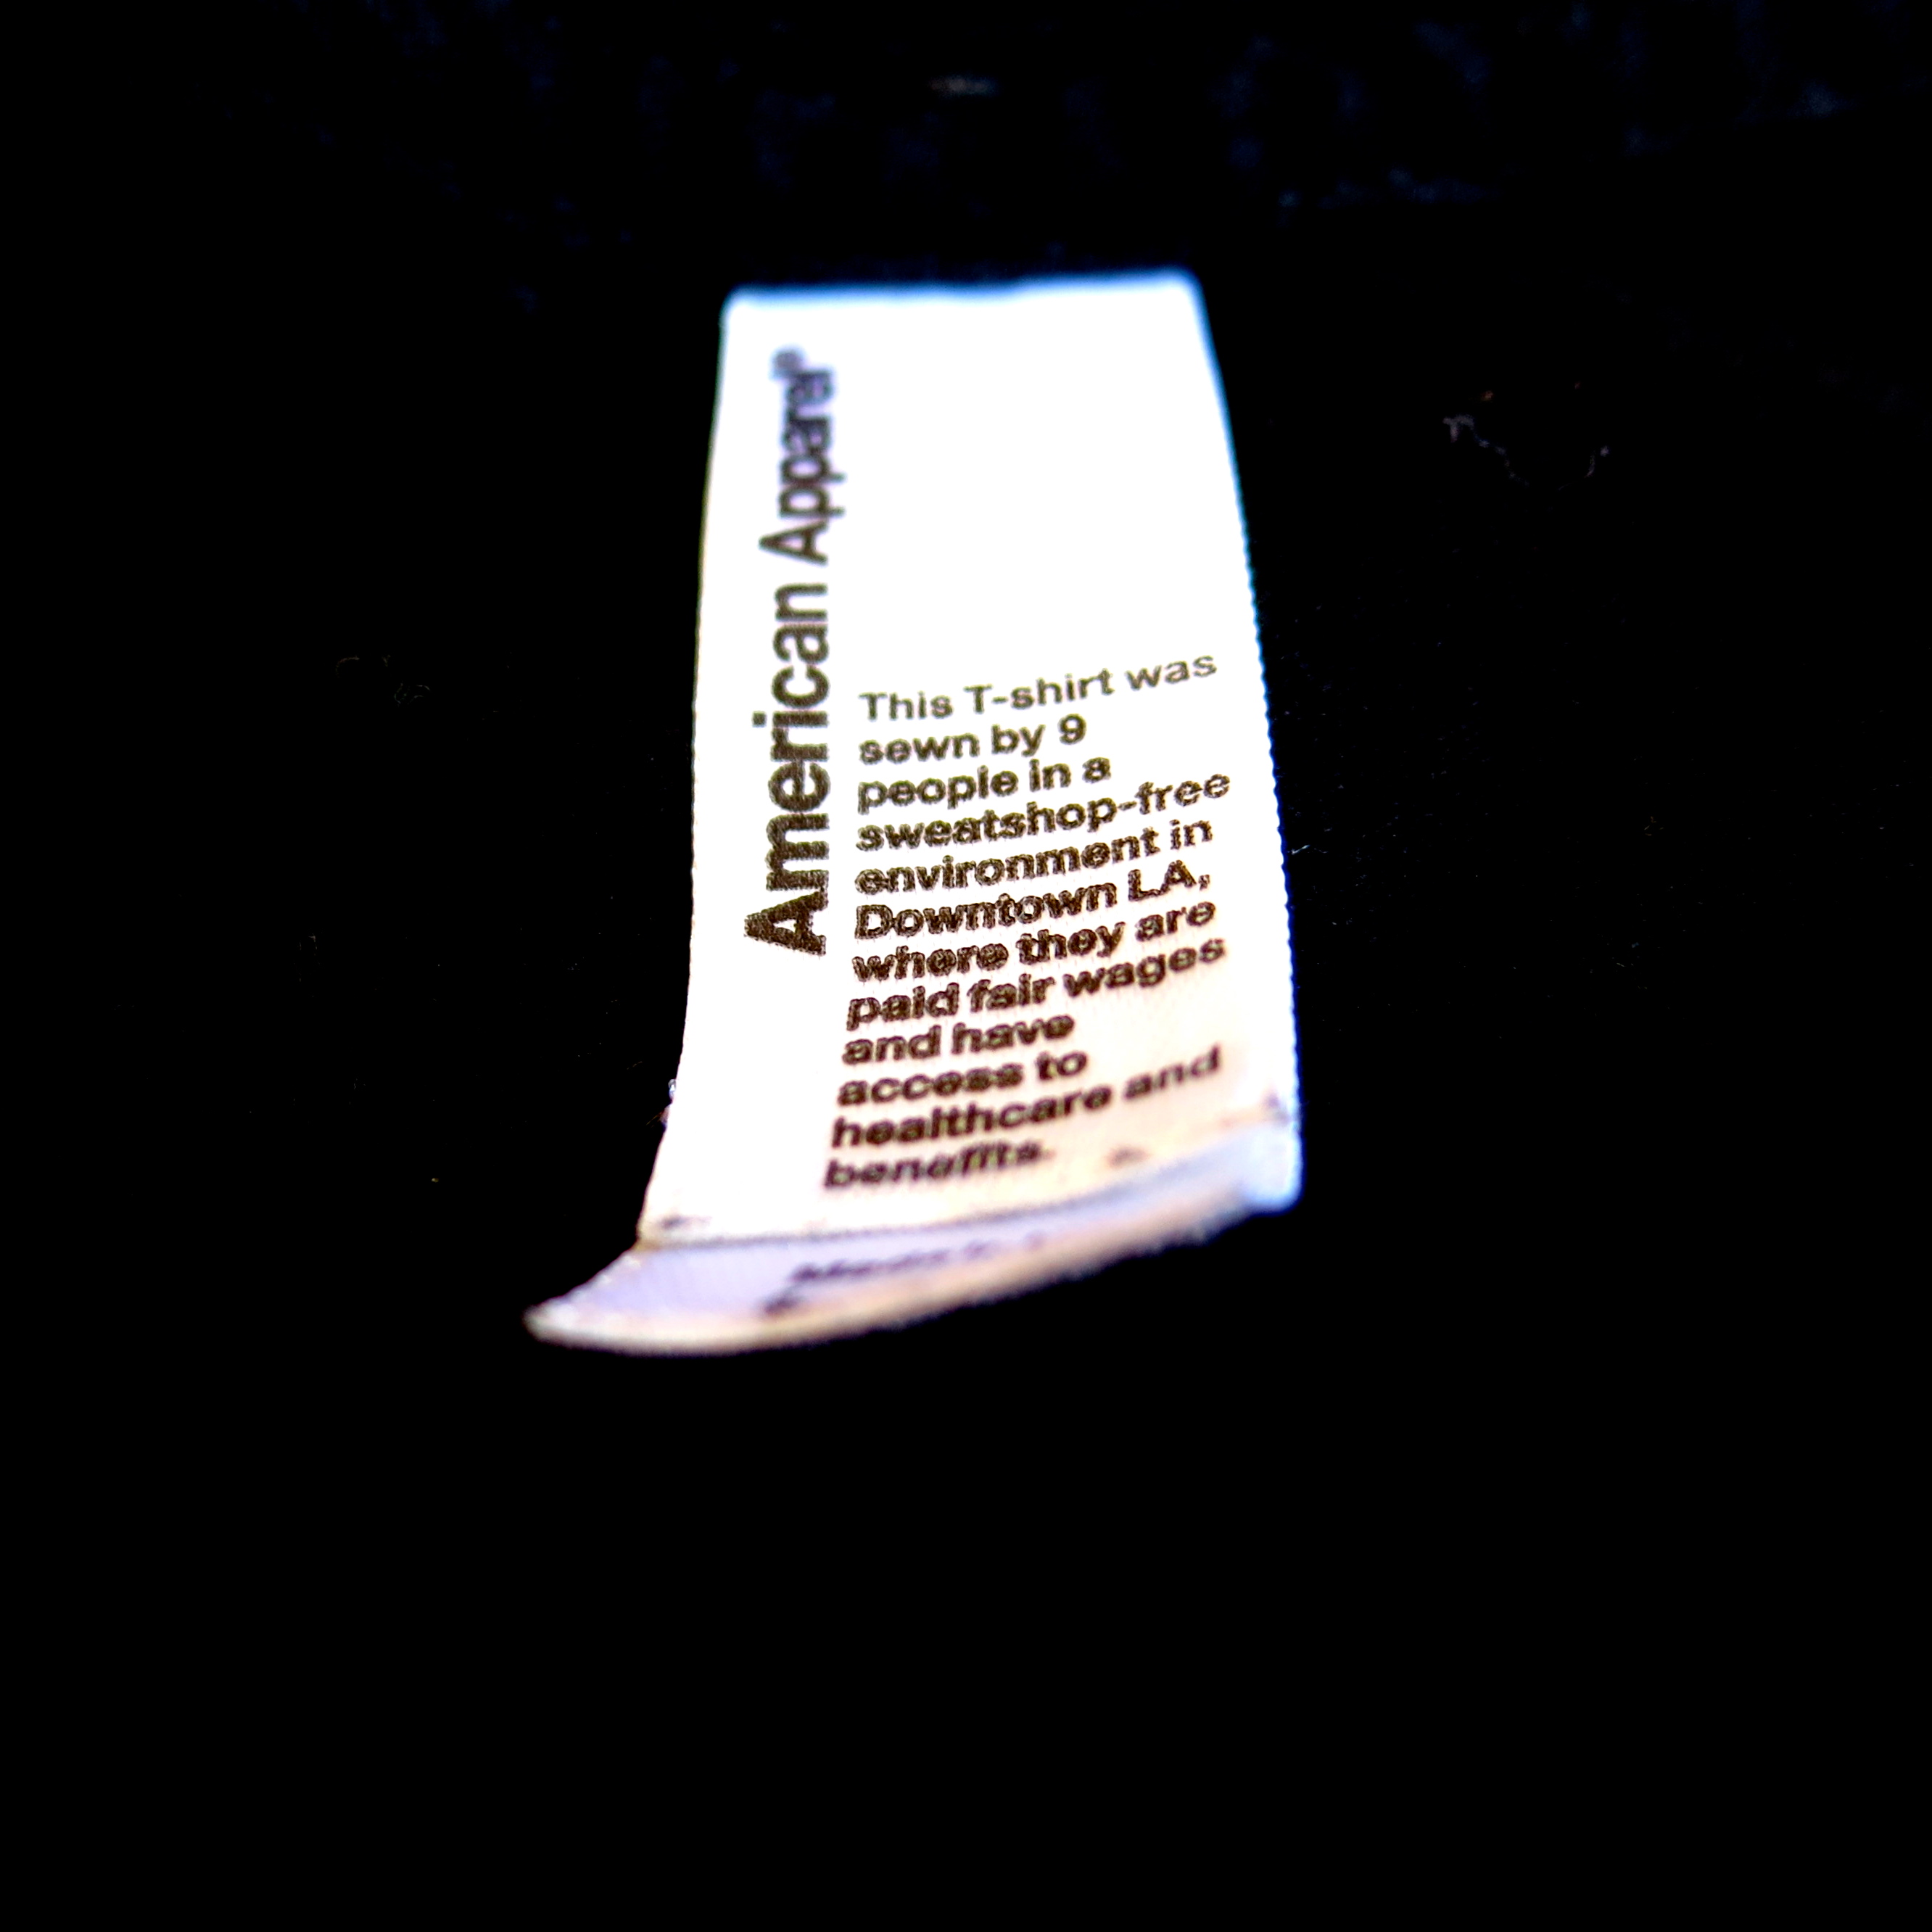 American Apparel®
This T-shirt was
sewn by 9
people in a
sweatshop-free
environment in
Downtown LA,
where they are
paid fair wages
and have
access to
healthcare and
benefits.